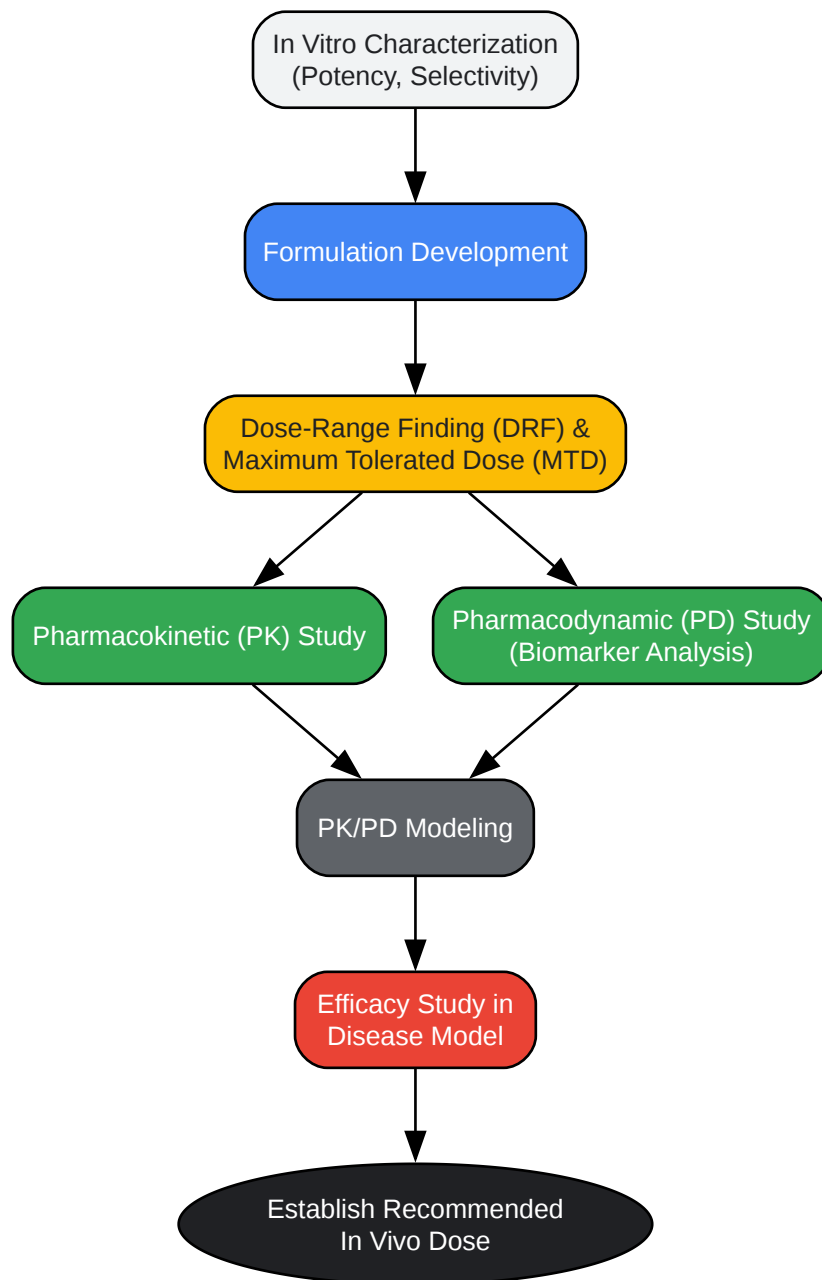 In Vitro Characterization
(Potency, Selectivity)
Formulation Development
Dose-Range Finding (DRF) &
Maximum Tolerated Dose (MTD)
Pharmacokinetic (PK) Study
Pharmacodynamic (PD) Study
(Biomarker Analysis)
PK/PD Modeling
Efficacy Study in
Disease Model
Establish Recommended
In Vivo Dose